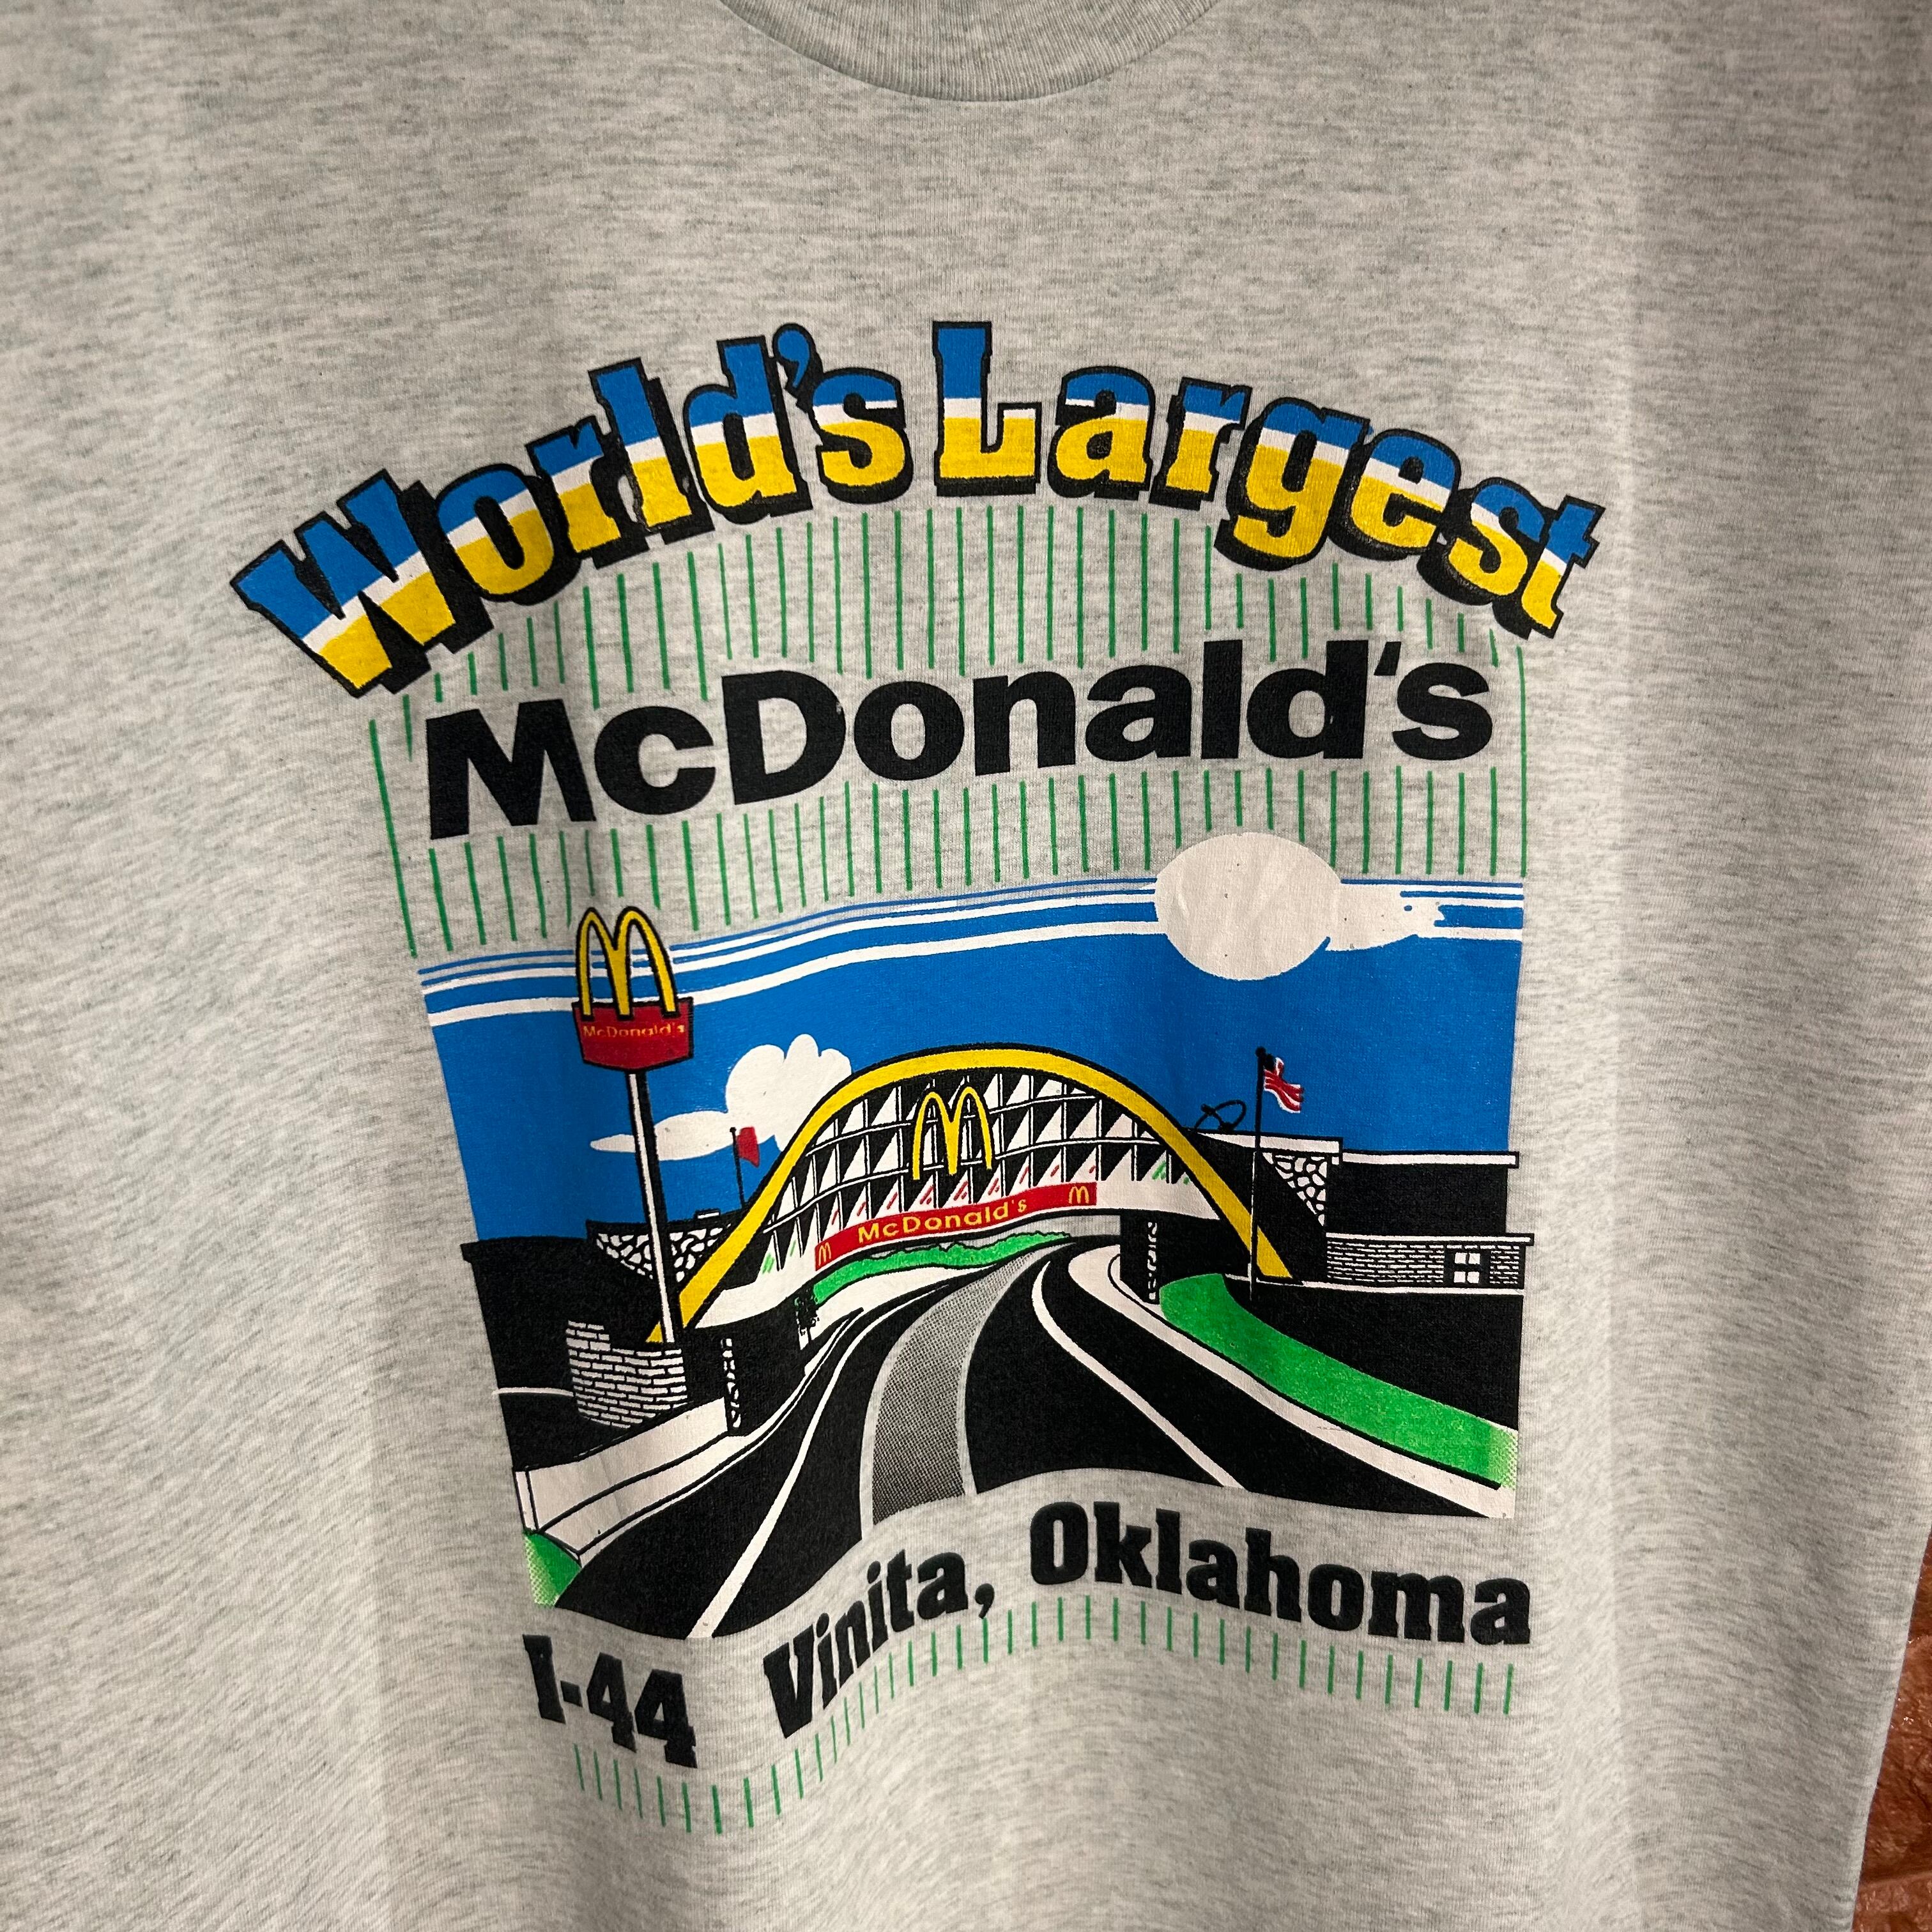 World's Largest
McDonald's
McDonald's
McDonald's
I-44 Vinita, Oklahoma